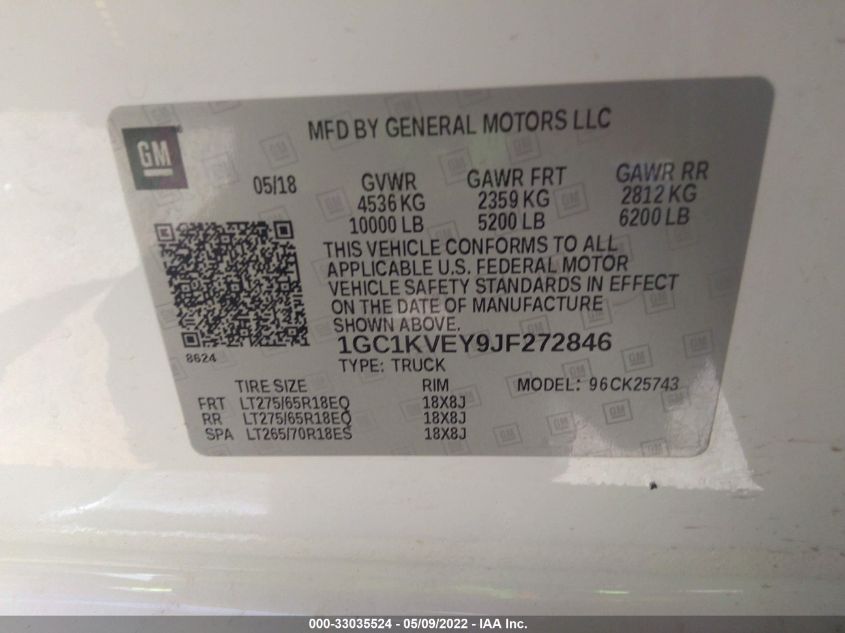 GM
MFD BY GENERAL MOTORS LLC
05/18 GVWR GAWR FRT GAWR RR
4536 KG 2359 KG 2812 KG
10000 LB 5200 LB 6200 LB
THIS VEHICLE CONFORMS TO ALL
APPLICABLE U.S. FEDERAL MOTOR
VEHICLE SAFETY STANDARDS IN EFFECT
ON THE DATE OF MANUFACTURE
SHOWN ABOVE.
8624
1GC1KVEY9JF272846
TYPE: TRUCK
TIRE SIZE RIM MODEL: 96CK25743
FRT LT275/65R18EQ 18X8J
RR LT275/65R18EQ 18X8J
SPA LT265/70R18ES 18X8J
000-33035524 - 05/09/2022 - IAA Inc.